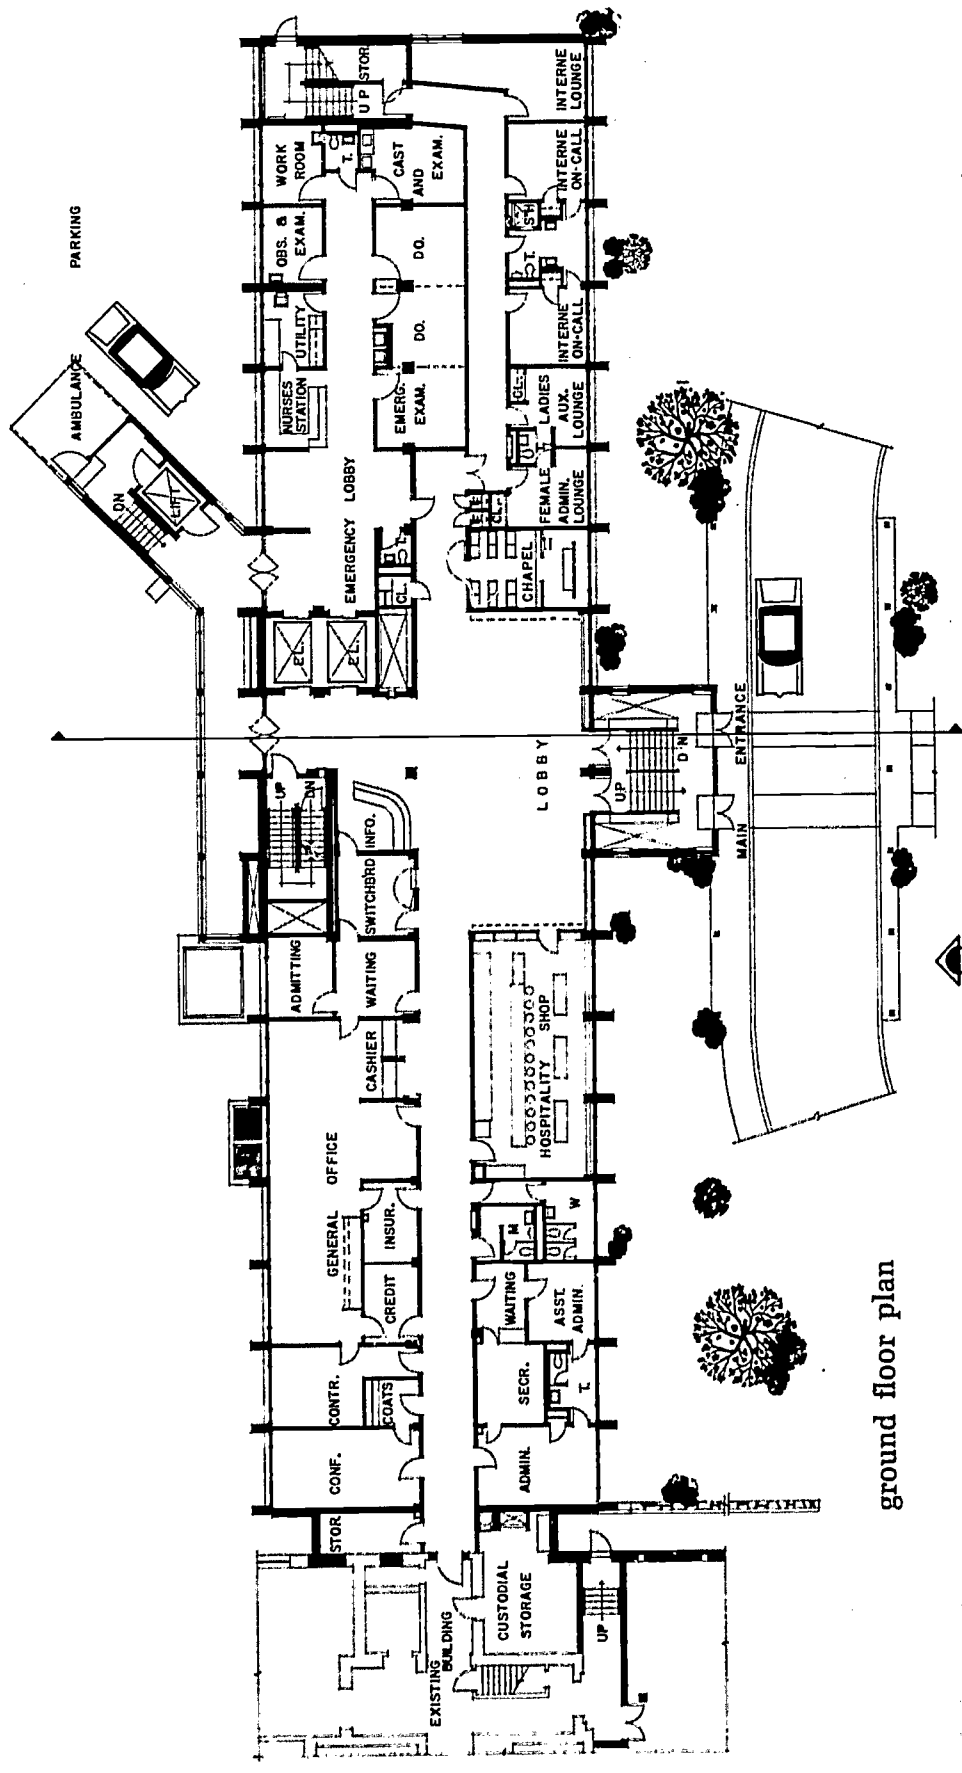 PARKING
AMBULANCE
DN
LIFT
STOR.
UP
WORK
ROOM
T.
CAST
AND
EXAM.
OBS. &
EXAM.
DO.
UTILITY
DO.
NURSES
STATION
EMERG.
EXAM.
INTERNE
LOUNGE
INTERNE
ON-CALL
SH
T.
INTERNE
ON-CALL
CL.
LADIES
AUX.
LOUNGE
FEMALE
ADMIN.
LOUNGE
CL.
CHAPEL
EMERGENCY LOBBY
CL.
EL.
EL.
LOBBY
UP
D'N
MAIN ENTRANCE
UP
DN
INFO.
SWITCHB'RD
ADMITTING
WAITING
CASHIER
HOSPITALITY SHOP
GENERAL OFFICE
INSUR.
CREDIT
M
W
WAITING
ASST.
ADMIN.
CONTR.
COATS
SECR.
T.
CONF.
ADMIN.
STOR
CUSTODIAL
STORAGE
UP
EXISTING
BUILDING
ground floor plan